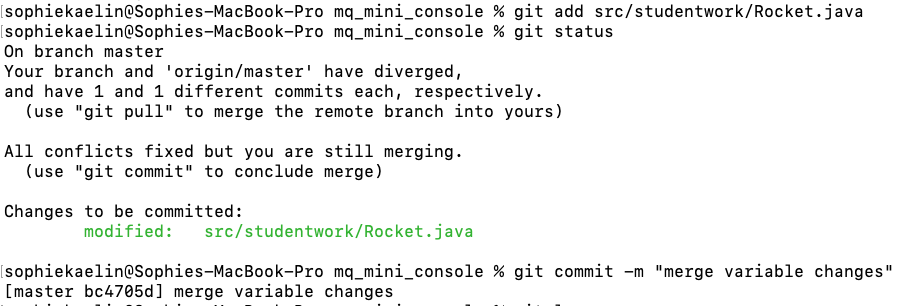 [sophiekaelin@Sophies-MacBook-Pro mq_mini_console % git add src/studentwork/Rocket.java
[sophiekaelin@Sophies-MacBook-Pro mq_mini_console % git status
On branch master
Your branch and 'origin/master' have diverged,
and have 1 and 1 different commits each, respectively.
  (use "git pull" to merge the remote branch into yours)

All conflicts fixed but you are still merging.
  (use "git commit" to conclude merge)

Changes to be committed:
        modified:   src/studentwork/Rocket.java

[sophiekaelin@Sophies-MacBook-Pro mq_mini_console % git commit -m "merge variable changes"
[master bc4705d] merge variable changes